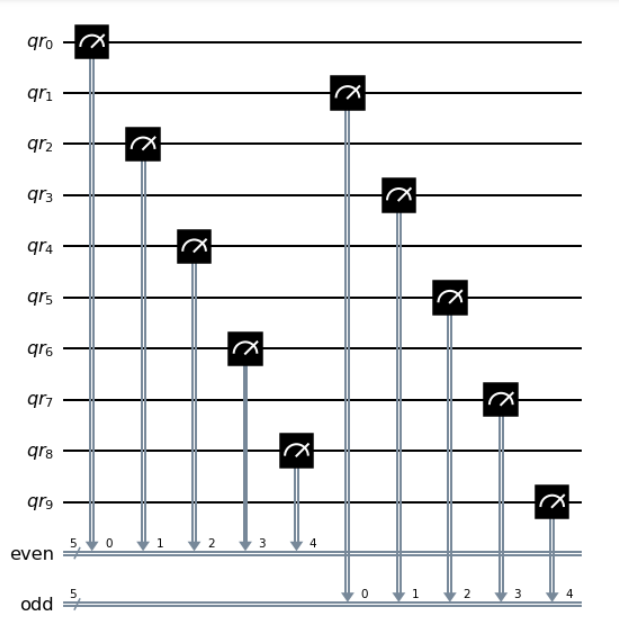 qr₀
qr₁
qr₂
qr₃
qr₄
qr₅
qr₆
qr₇
qr₈
qr₉
5 0 1 2 3 4
even
5 0 1 2 3 4
odd